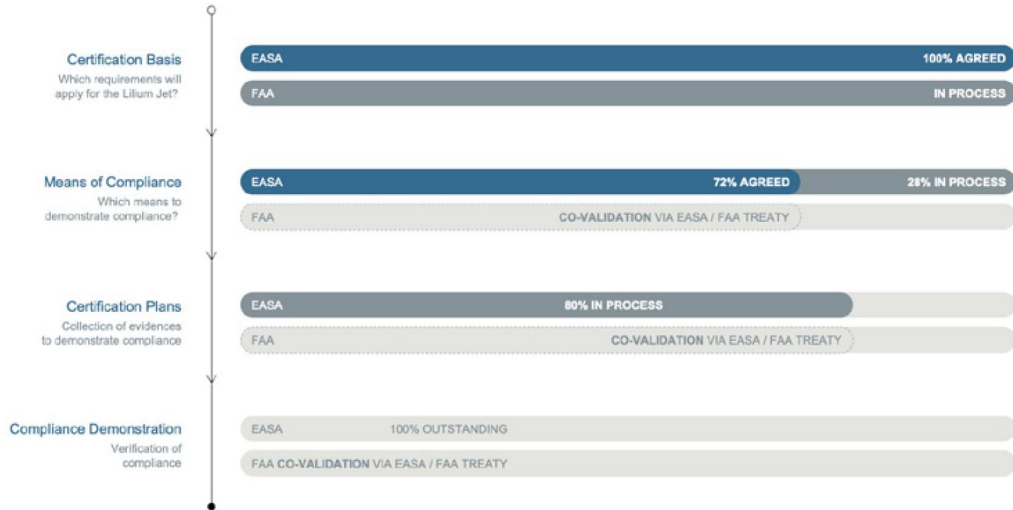 Certification Basis
Which requirements will
apply for the Lilium Jet?
EASA 100% AGREED
FAA IN PROCESS
Means of Compliance
Which means to
demonstrate compliance?
EASA 72% AGREED 28% IN PROCESS
FAA CO-VALIDATION VIA EASA / FAA TREATY
Certification Plans
Collection of evidences
to demonstrate compliance
EASA 80% IN PROCESS
FAA CO-VALIDATION VIA EASA / FAA TREATY
Compliance Demonstration
Verification of
compliance
EASA 100% OUTSTANDING
FAA CO-VALIDATION VIA EASA / FAA TREATY